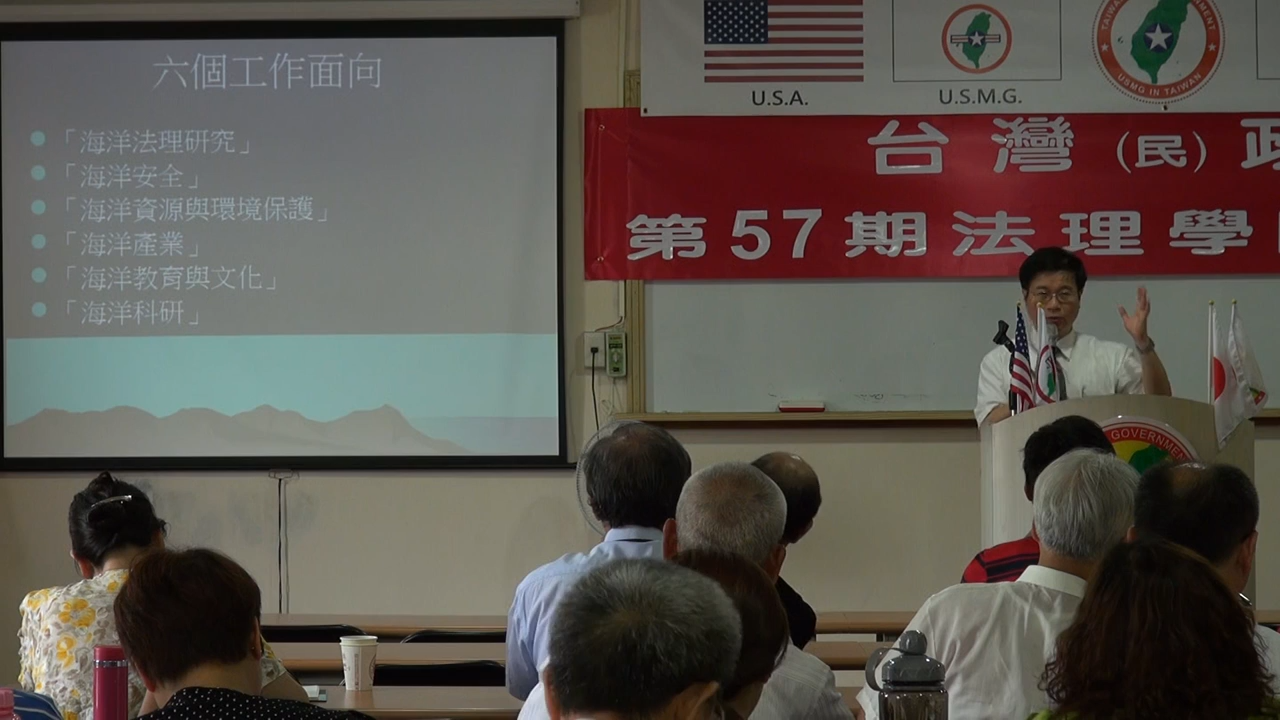 六個工作面向
「海洋法理研究」
「海洋安全」
「海洋資源與環境保護」
「海洋產業」
「海洋教育與文化」
「海洋科研」
U.S.A.
U.S.M.G.
USMG IN TAIWAN
台灣(民)政
第57期法理學
GOVERNMENT